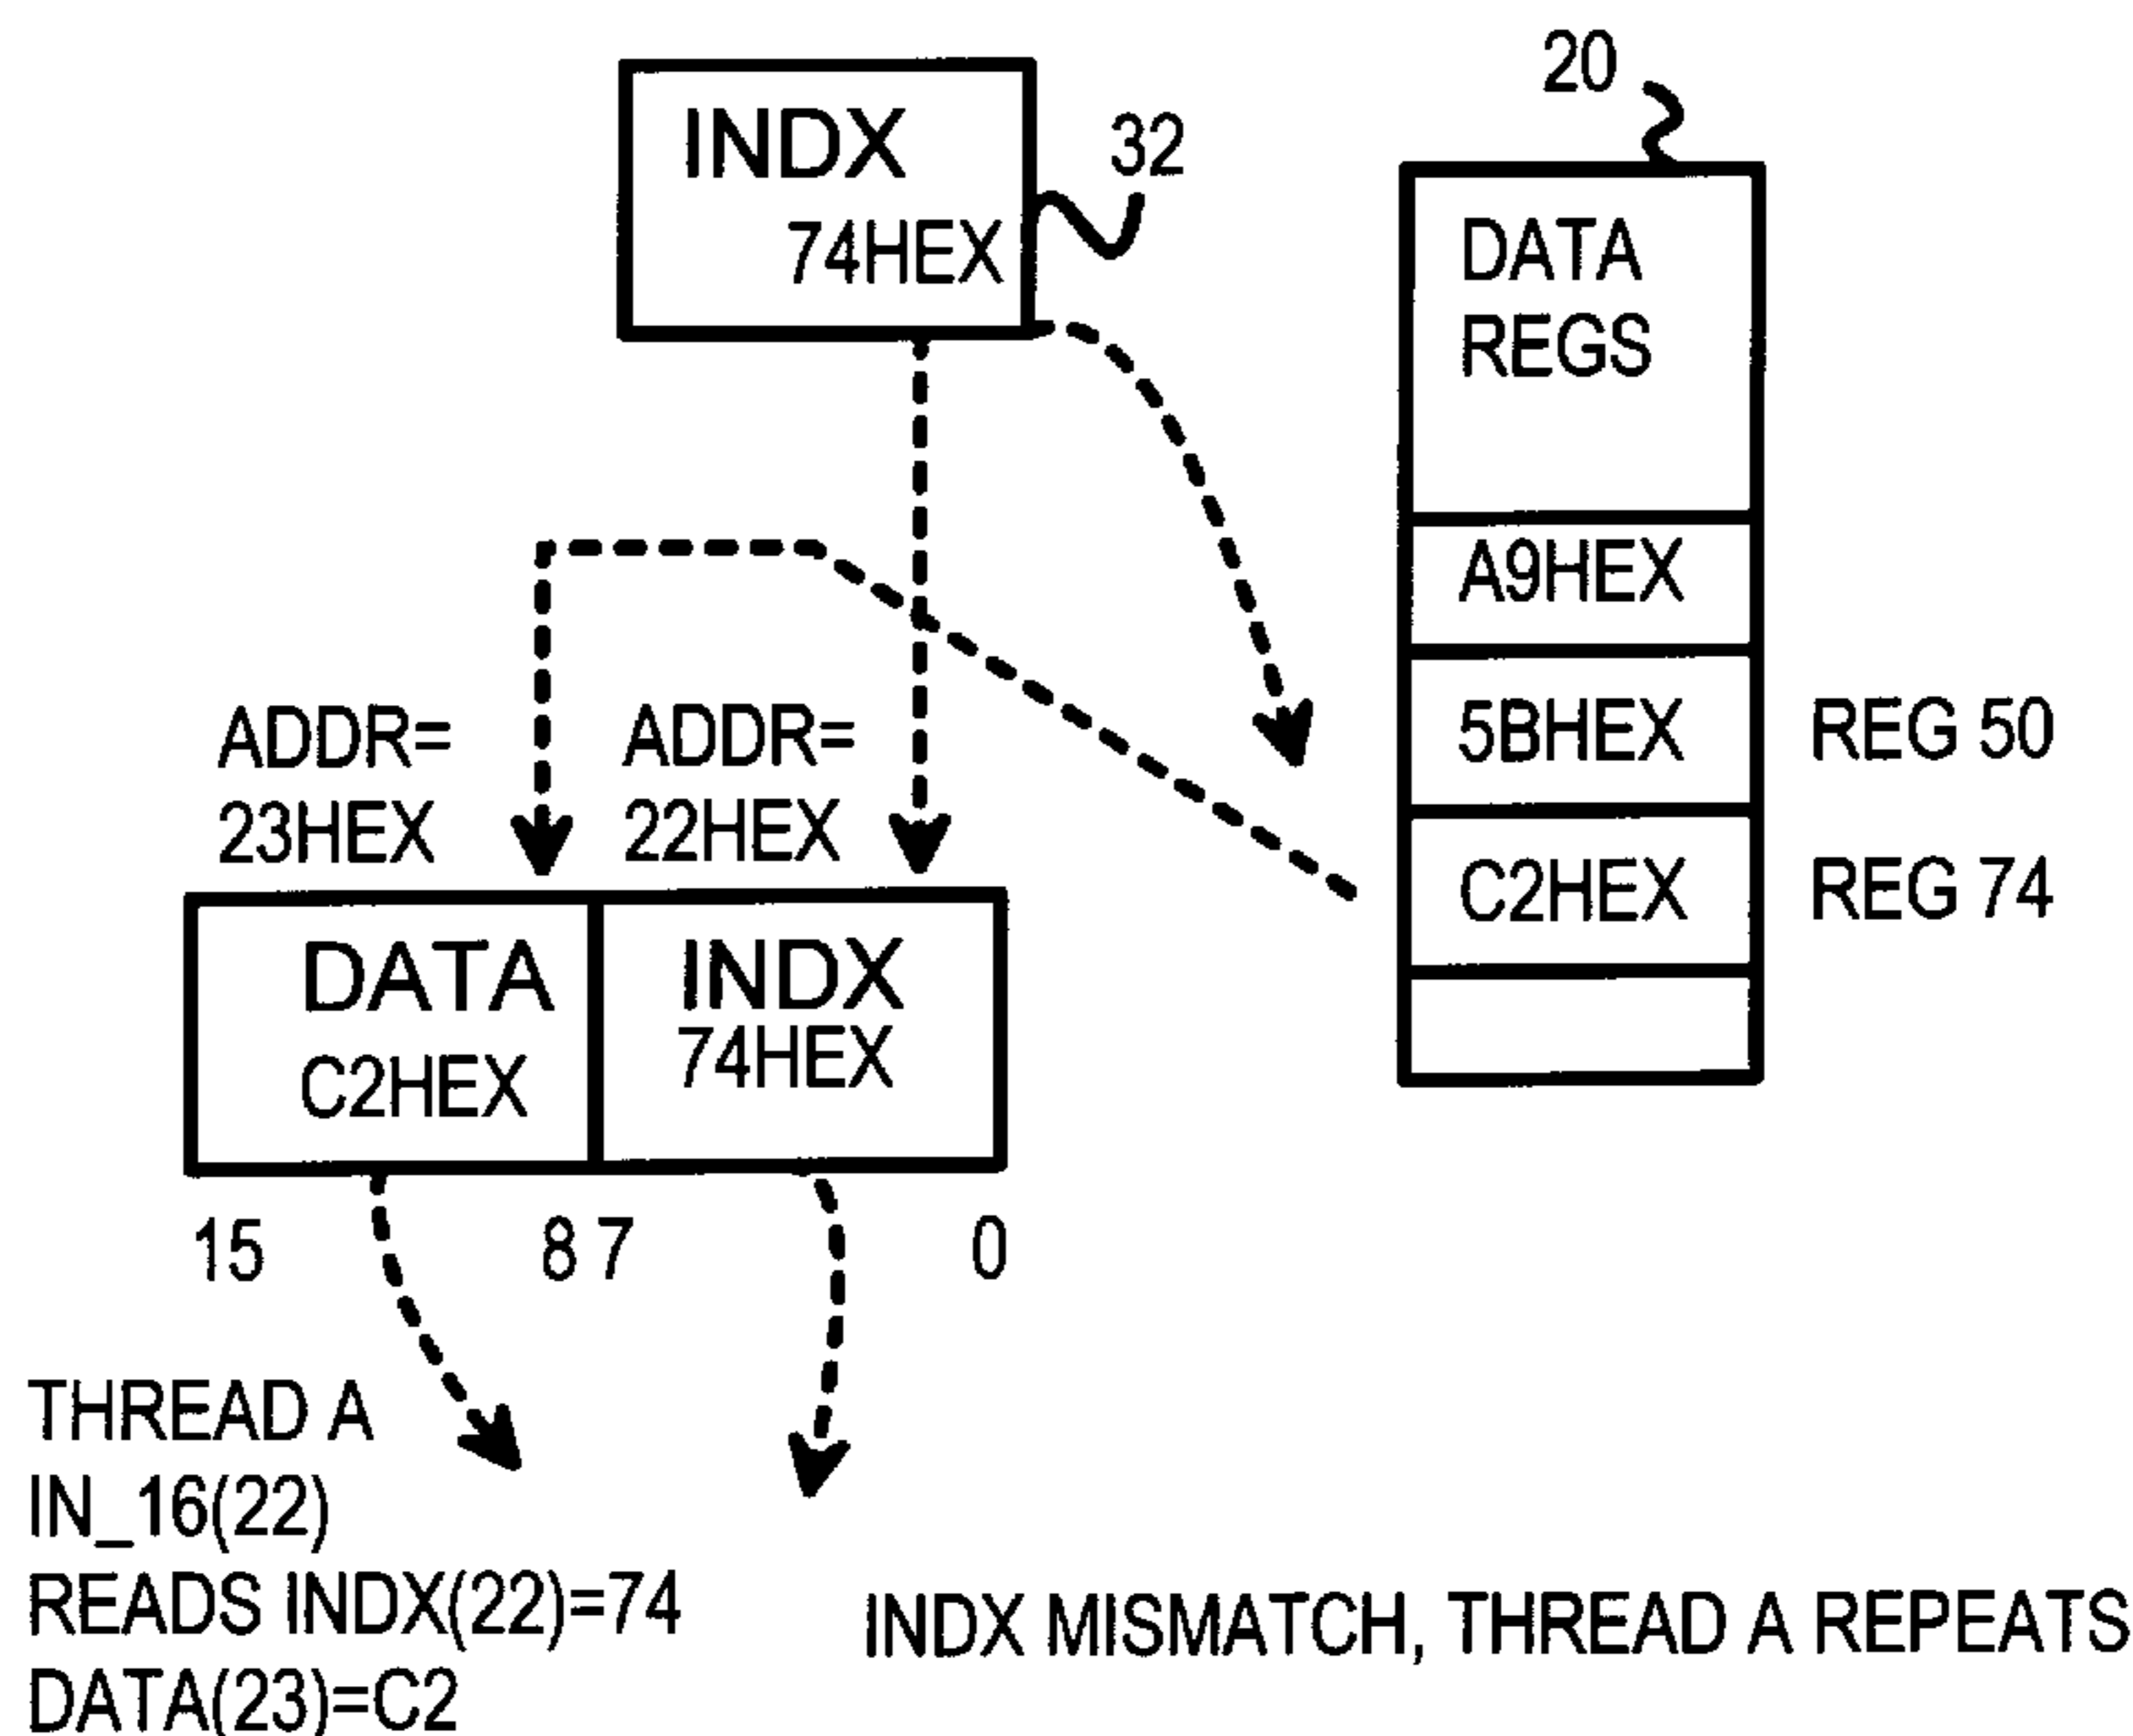 20
INDX
32
74HEX
DATA
REGS
A9HEX
5BHEX REG 50
C2HEX REG 74
ADDR= ADDR=
23HEX 22HEX
DATA INDX
C2HEX 74HEX
15 8 7 0
THREAD A
IN_16(22)
READS INDX(22)=74
DATA(23)=C2
INDX MISMATCH, THREAD A REPEATS